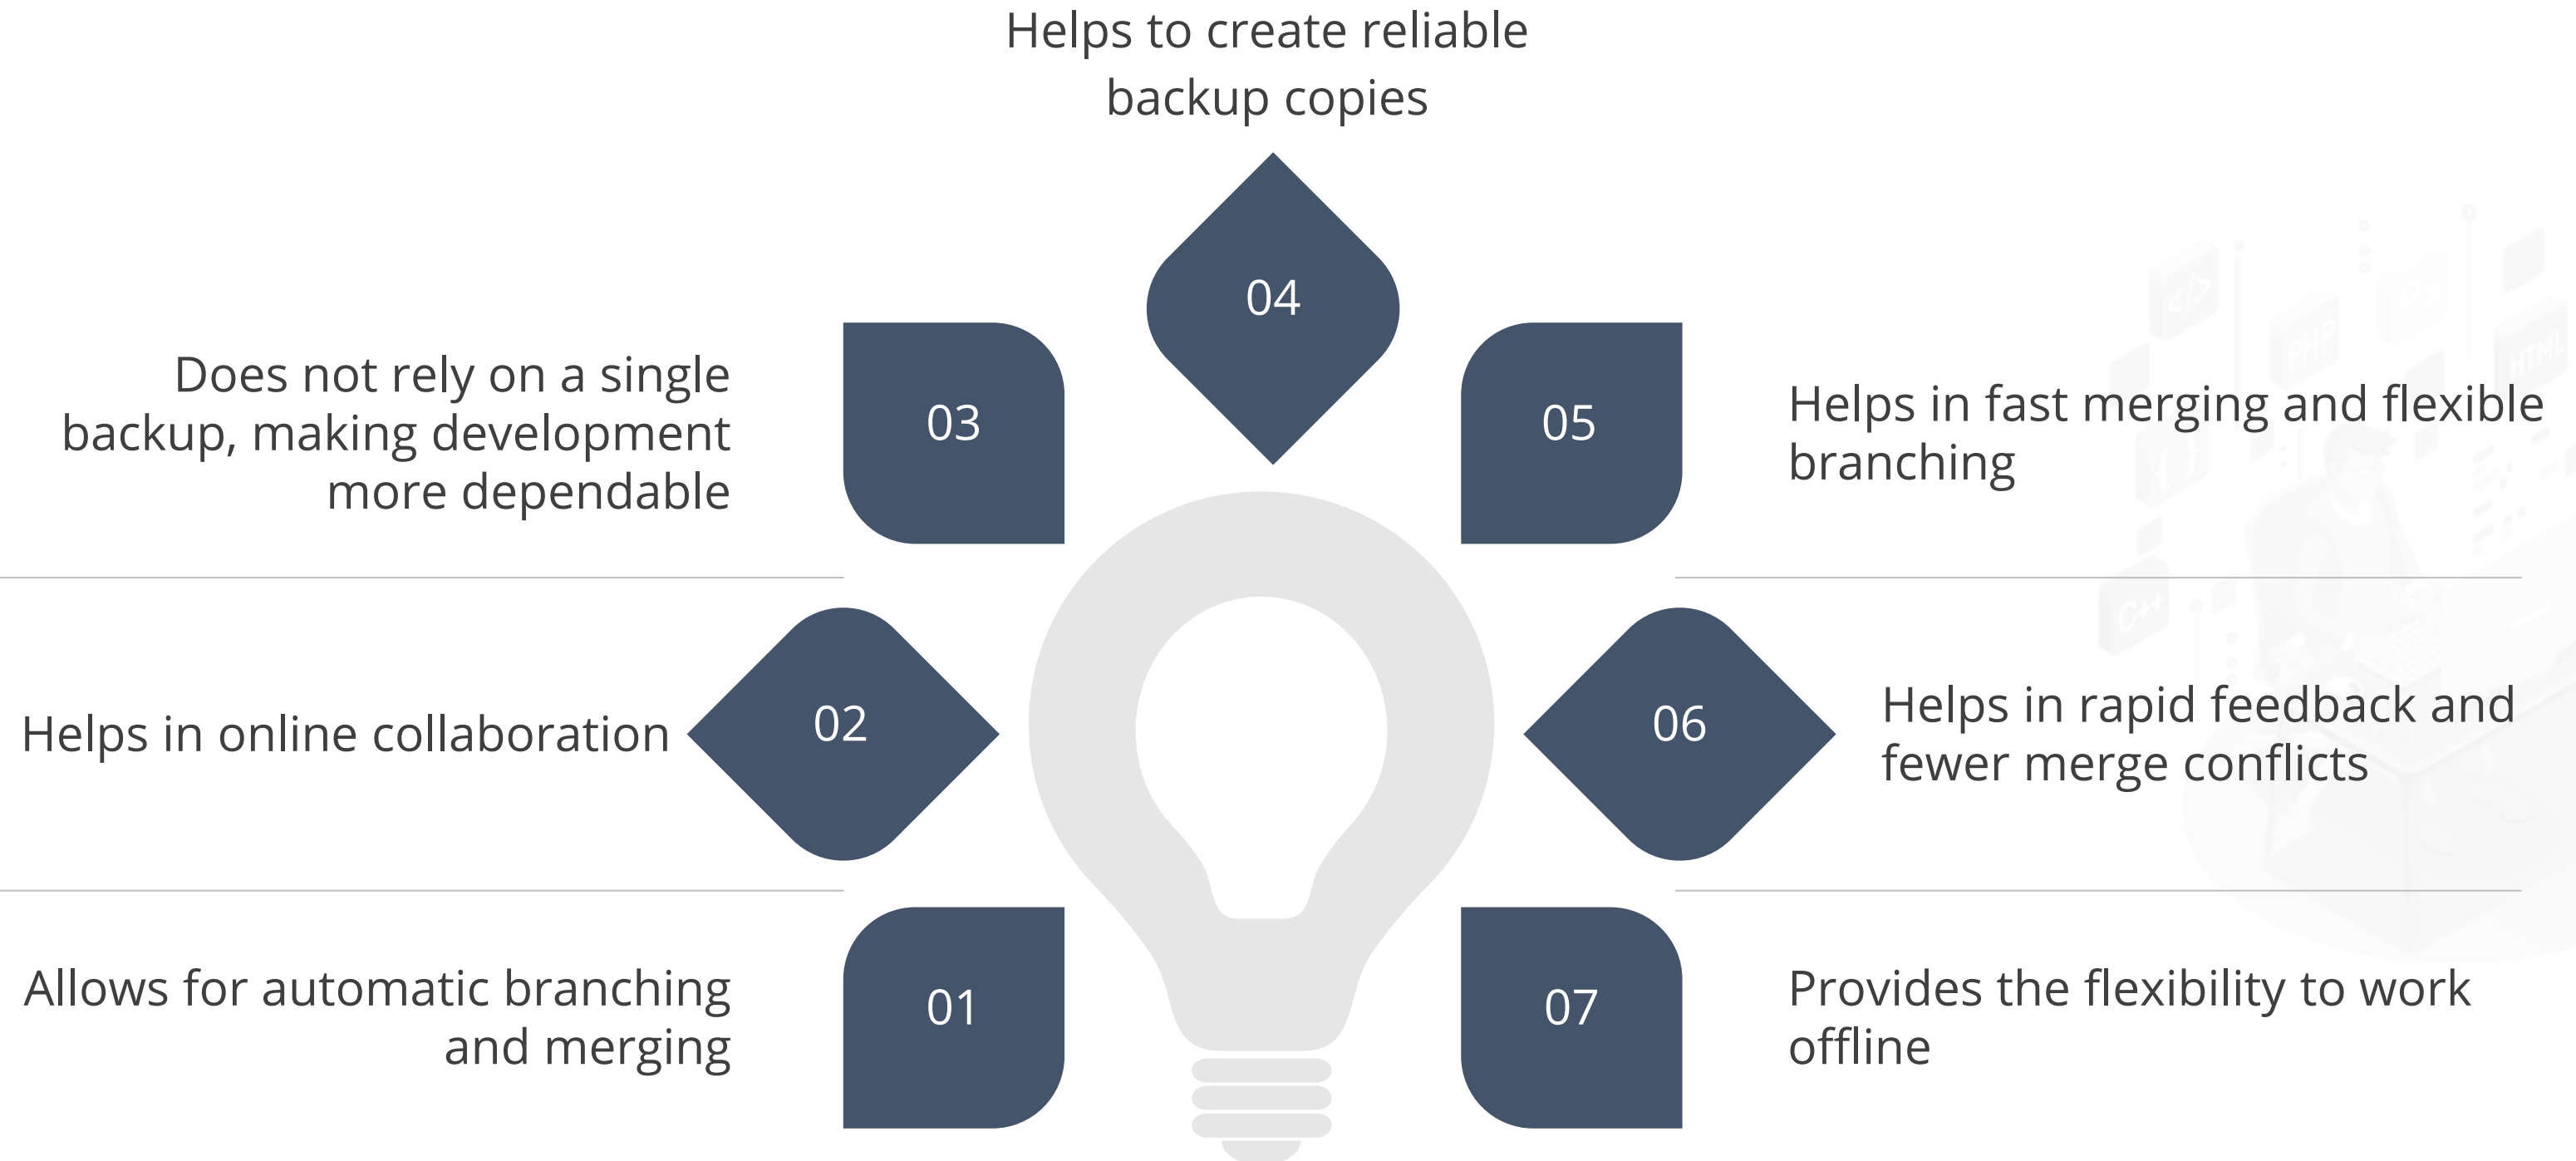 Helps to create reliable
backup copies
04
03
Does not rely on a single
backup, making development
more dependable
05
Helps in fast merging and flexible
branching
02
Helps in online collaboration
06
Helps in rapid feedback and
fewer merge conflicts
01
Allows for automatic branching
and merging
07
Provides the flexibility to work
offline
</>
PHP
HTML
C++